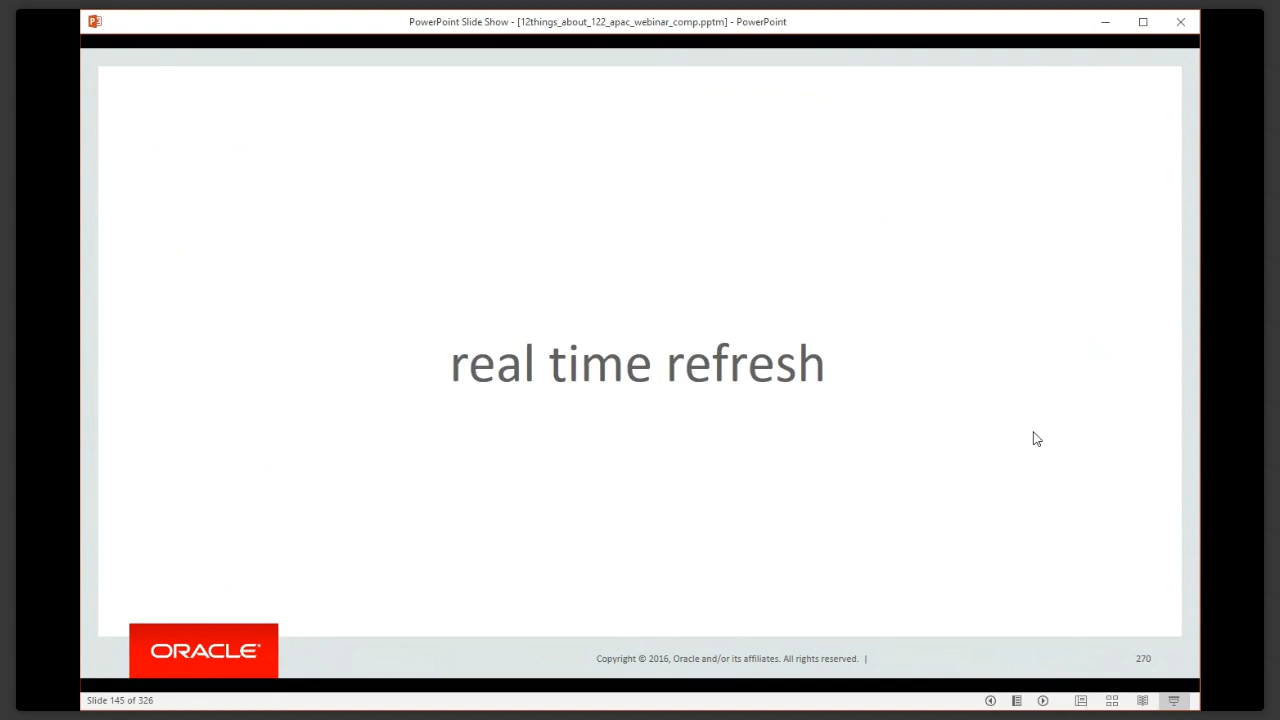 PowerPoint Slide Show - [12things_about_122_apac_webinar_comp.pptm] - PowerPoint
real time refresh
ORACLE®
Copyright © 2016, Oracle and/or its affiliates. All rights reserved. |
270
Slide 145 of 326